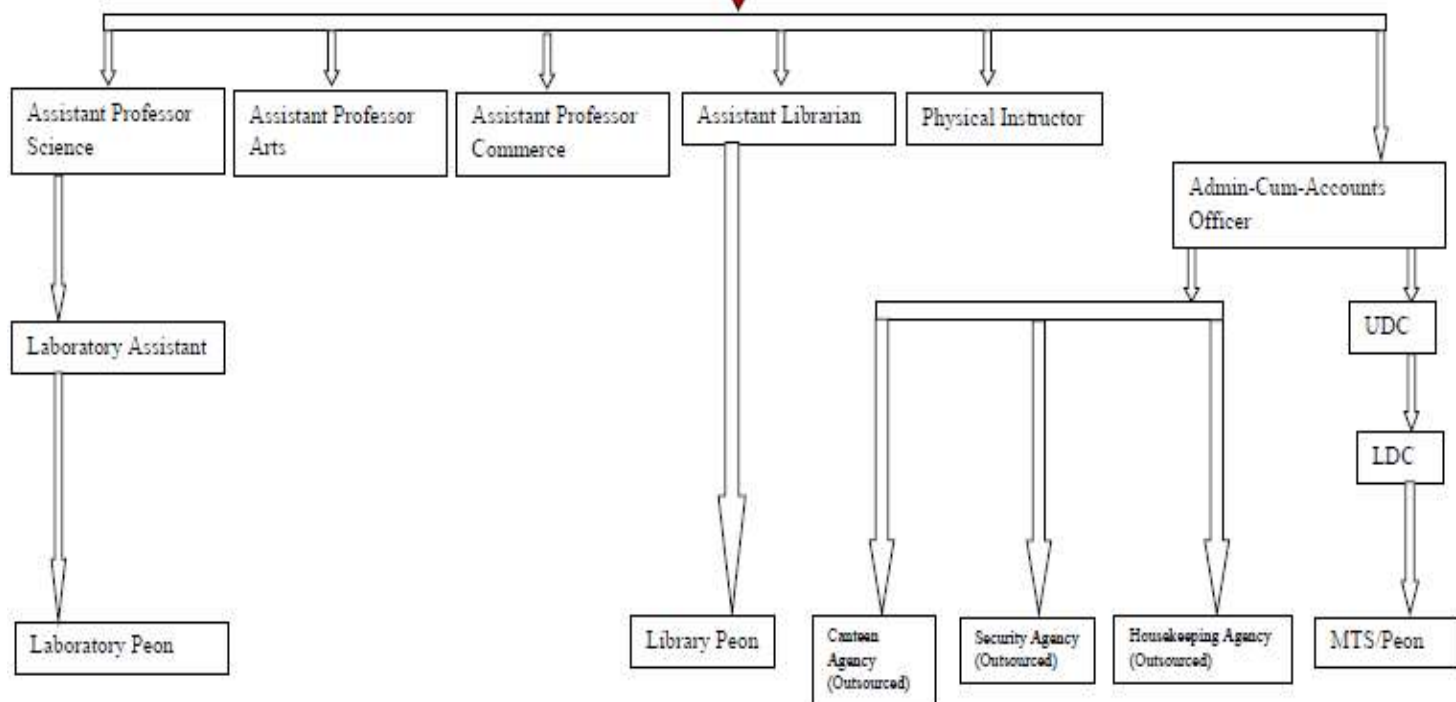 Assistant Professor
Science
Assistant Professor
Arts
Assistant Professor
Commerce
Assistant Librarian
Physical Instructor
Admin-Cum-Accounts
Officer
Laboratory Assistant
UDC
LDC
Laboratory Peon
Library Peon
Canteen
Agency
(Outsourced)
Security Agency
(Outsourced)
Housekeeping Agency
(Outsourced)
MTS/Peon